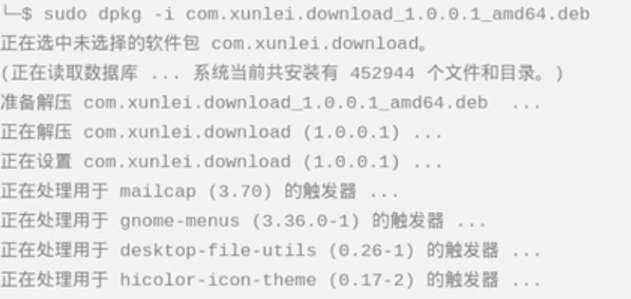 └─$ sudo dpkg -i com.xunlei.download_1.0.0.1_amd64.deb
正在选中未选择的软件包 com.xunlei.download。
(正在读取数据库 ... 系统当前共安装有 452944 个文件和目录。)
准备解压 com.xunlei.download_1.0.0.1_amd64.deb  ...
正在解压 com.xunlei.download (1.0.0.1) ...
正在设置 com.xunlei.download (1.0.0.1) ...
正在处理用于 mailcap (3.70) 的触发器 ...
正在处理用于 gnome-menus (3.36.0-1) 的触发器 ...
正在处理用于 desktop-file-utils (0.26-1) 的触发器 ...
正在处理用于 hicolor-icon-theme (0.17-2) 的触发器 ...